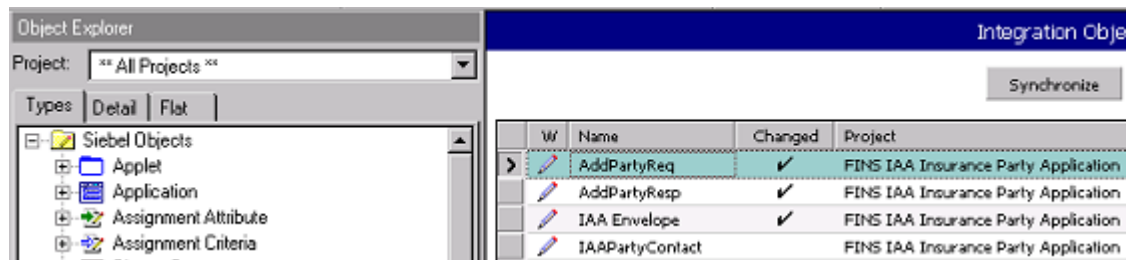 Object Explorer
Project: ** All Projects **
Types Detail Flat
Siebel Objects
Applet
Application
Assignment Attribute
Assignment Criteria
Integration Obje
Synchronize
W Name Changed Project
AddPartyReq FINS IAA Insurance Party Application
AddPartyResp FINS IAA Insurance Party Application
IAA Envelope FINS IAA Insurance Party Application
IAAPartyContact FINS IAA Insurance Party Application